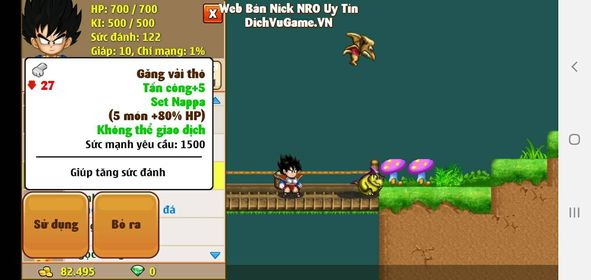 HP: 700 / 700
KI: 500 / 500
Sức đánh: 122
Giáp: 10, Chí mạng: 1%
X
Web Bán Nick NRO Uy Tín
DichVuGame.VN
27
Găng vải thô
Tấn công+5
Set Nappa
(5 món +80% HP)
Không thể giao dịch
Sức mạnh yêu cầu: 1500
Giúp tăng sức đánh
Sử dụng
Bỏ ra
đá
82.495
0